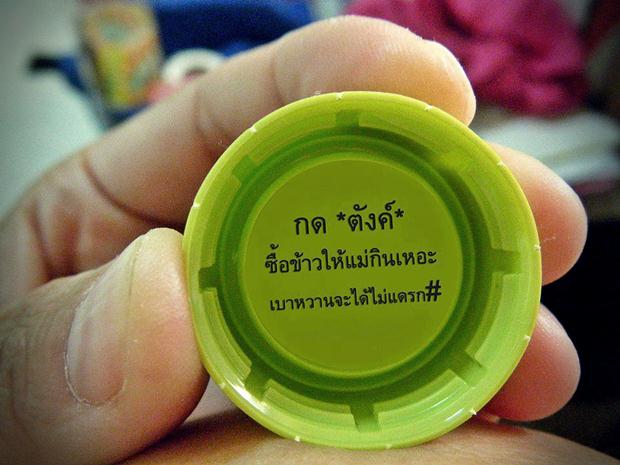 กด *ตังค์*
ซื้อข้าวให้แม่กินเหอะ
เบาหวานจะได้ไม่แดรก#